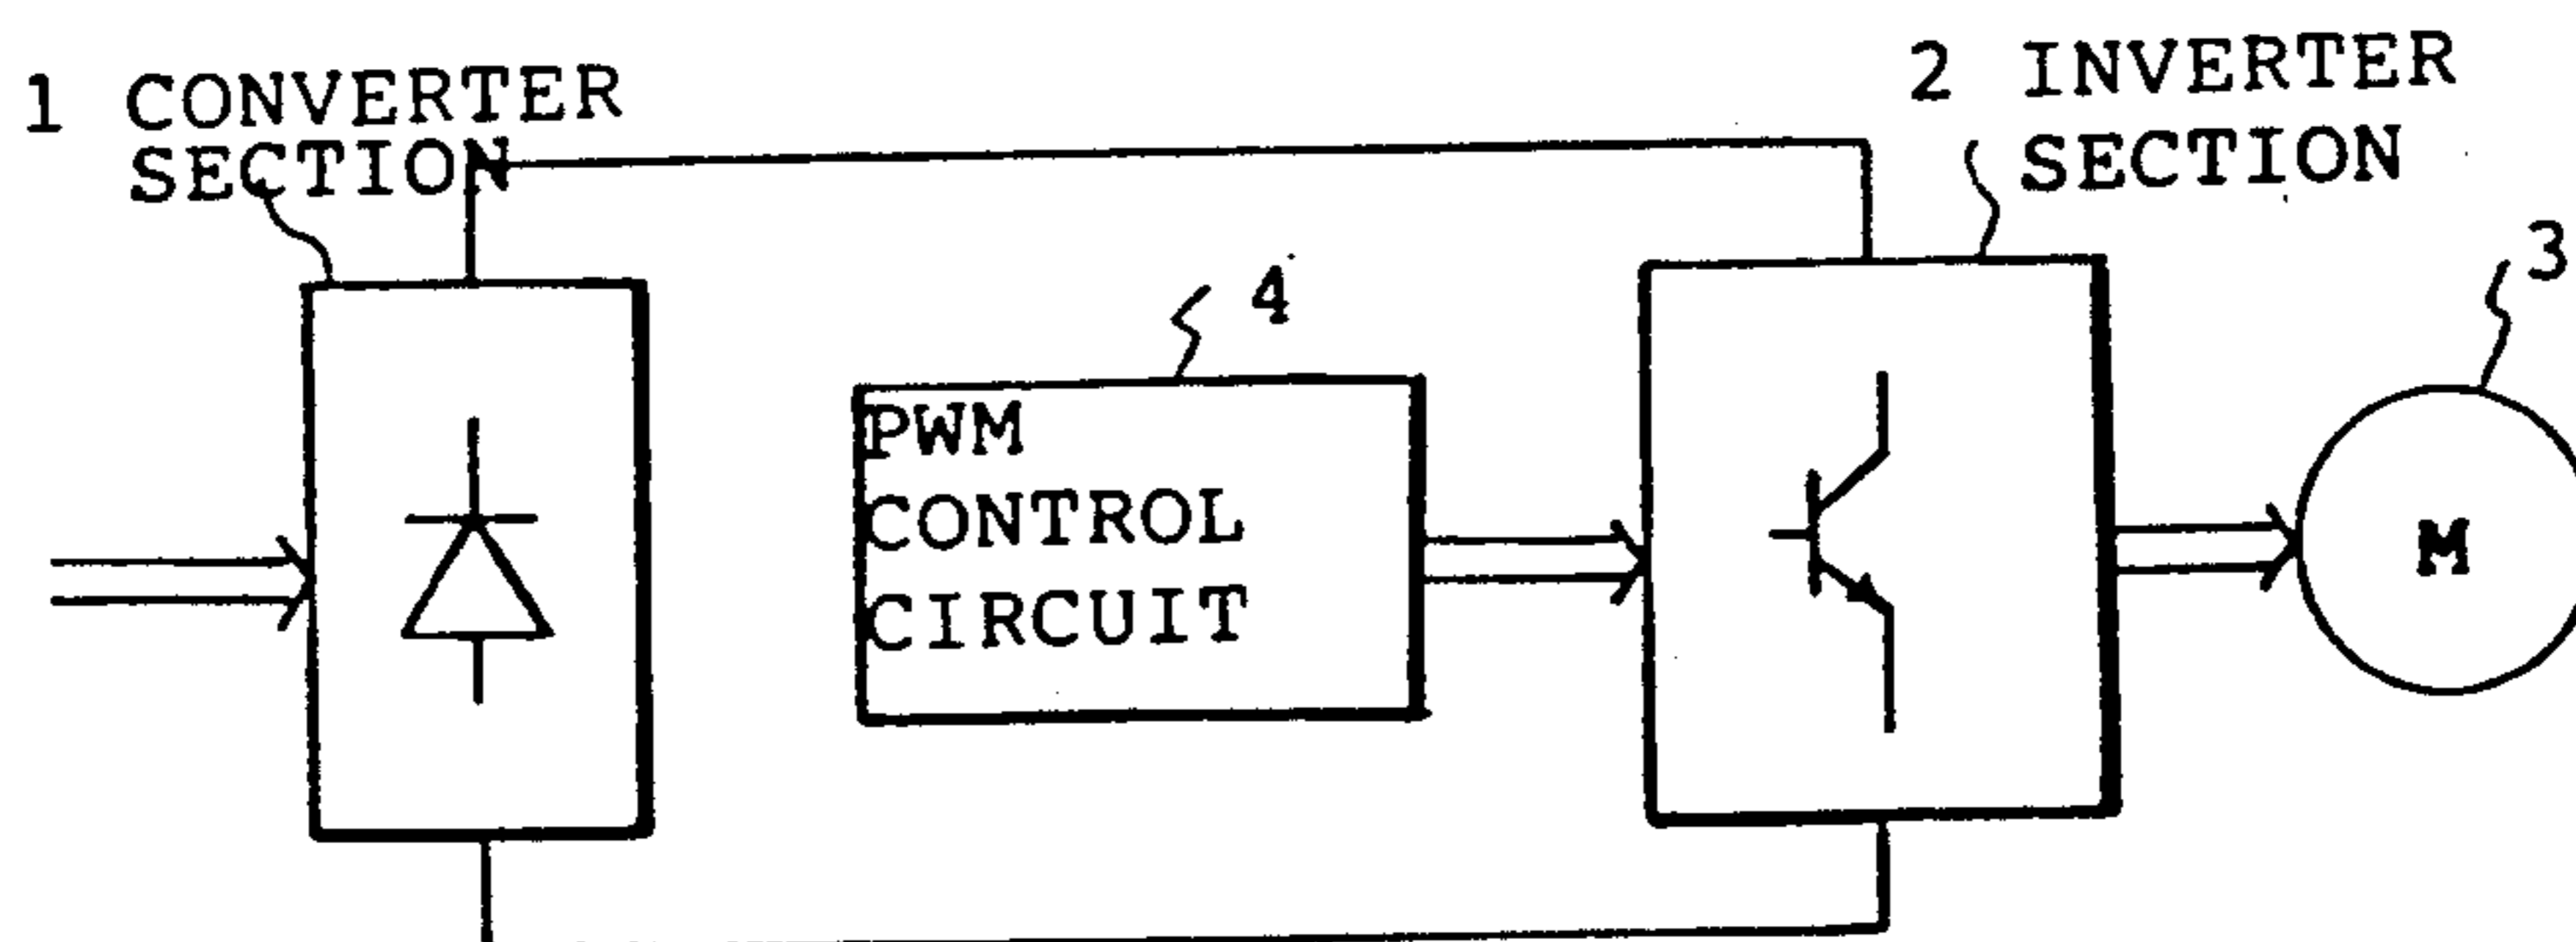 1 CONVERTER
SECTION
2 INVERTER
SECTION
3
4
PWM
CONTROL
CIRCUIT
M